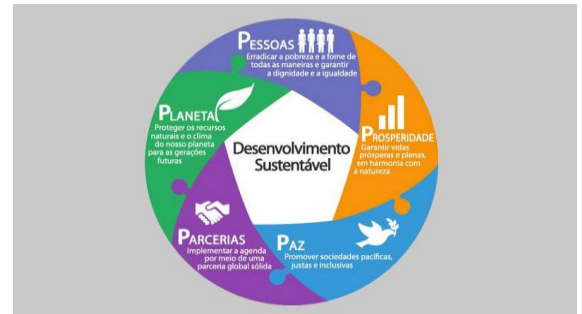 PESSOAS
Erradicar a pobreza e a fome de
todas as maneiras e garantir
a dignidade e a igualdade
PLANETA
Proteger os recursos
naturais e o clima
do nosso planeta
para as gerações
futuras
PROSPERIDADE
Garantir vidas
prósperas e plenas,
em harmonia com
a natureza
Desenvolvimento
Sustentável
PARCERIAS
Implementar a agenda
por meio de uma
parceria global sólida
PAZ
Promover sociedades pacíficas,
justas e inclusivas